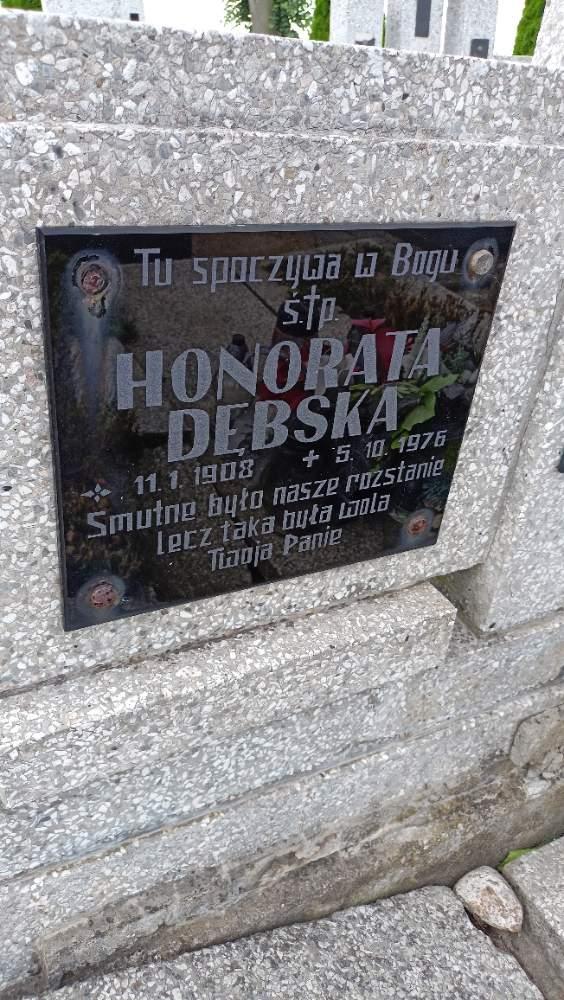 Tu spoczywa w Bogu
ś.†p.
HONORATA
DĘBSKA
11.1.1908 + 5.10.1976
Smutne było nasze rozstanie
lecz taka była wola
Twoja Panie